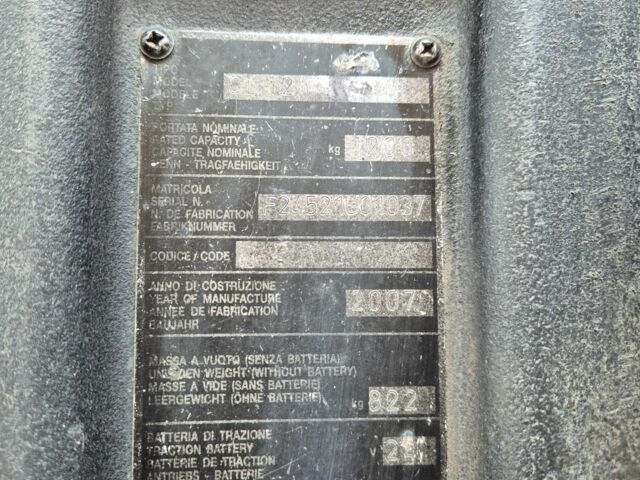 MODELE
PORTATA NOMINALE
RATED CAPACITY
CAPACITE NOMINALE kg
NENN - TRAGFAEHIGKEIT
MATRICOLA
SERIAL N.
N. DE FABRICATION
FABRIKNUMMER
CODICE / CODE
ANNO DI COSTRUZIONE
YEAR OF MANUFACTURE 2007
ANNEE DE FABRICATION
BAUJAHR
MASSA A VUOTO (SENZA BATTERIA)
UNLADEN WEIGHT (WITHOUT BATTERY)
MASSE A VIDE (SANS BATTERIE)
LEERGEWICHT (OHNE BATTERIE) kg 922
BATTERIA DI TRAZIONE
TRACTION BATTERY V 24
BATTERIE DE TRACTION
ANTRIEBS - BATTERIE